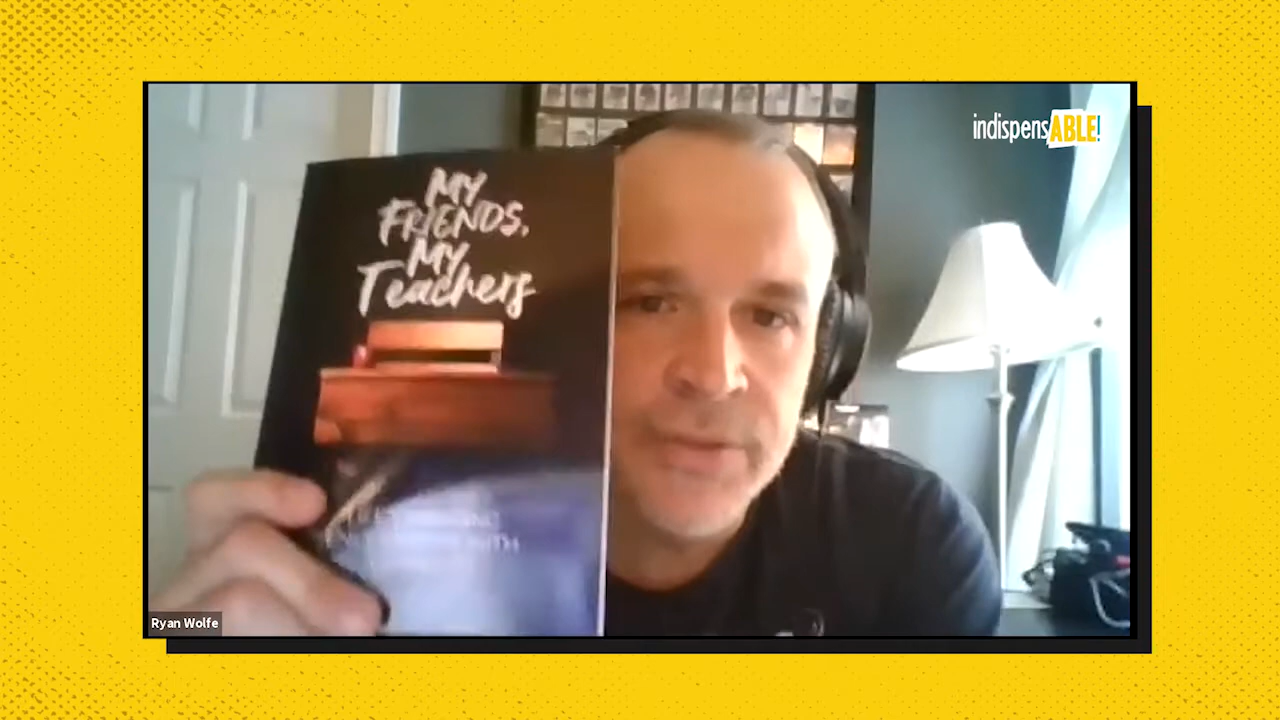 indispensABLE!
MY
FRIENDS,
MY
Teachers
Ryan Wolfe